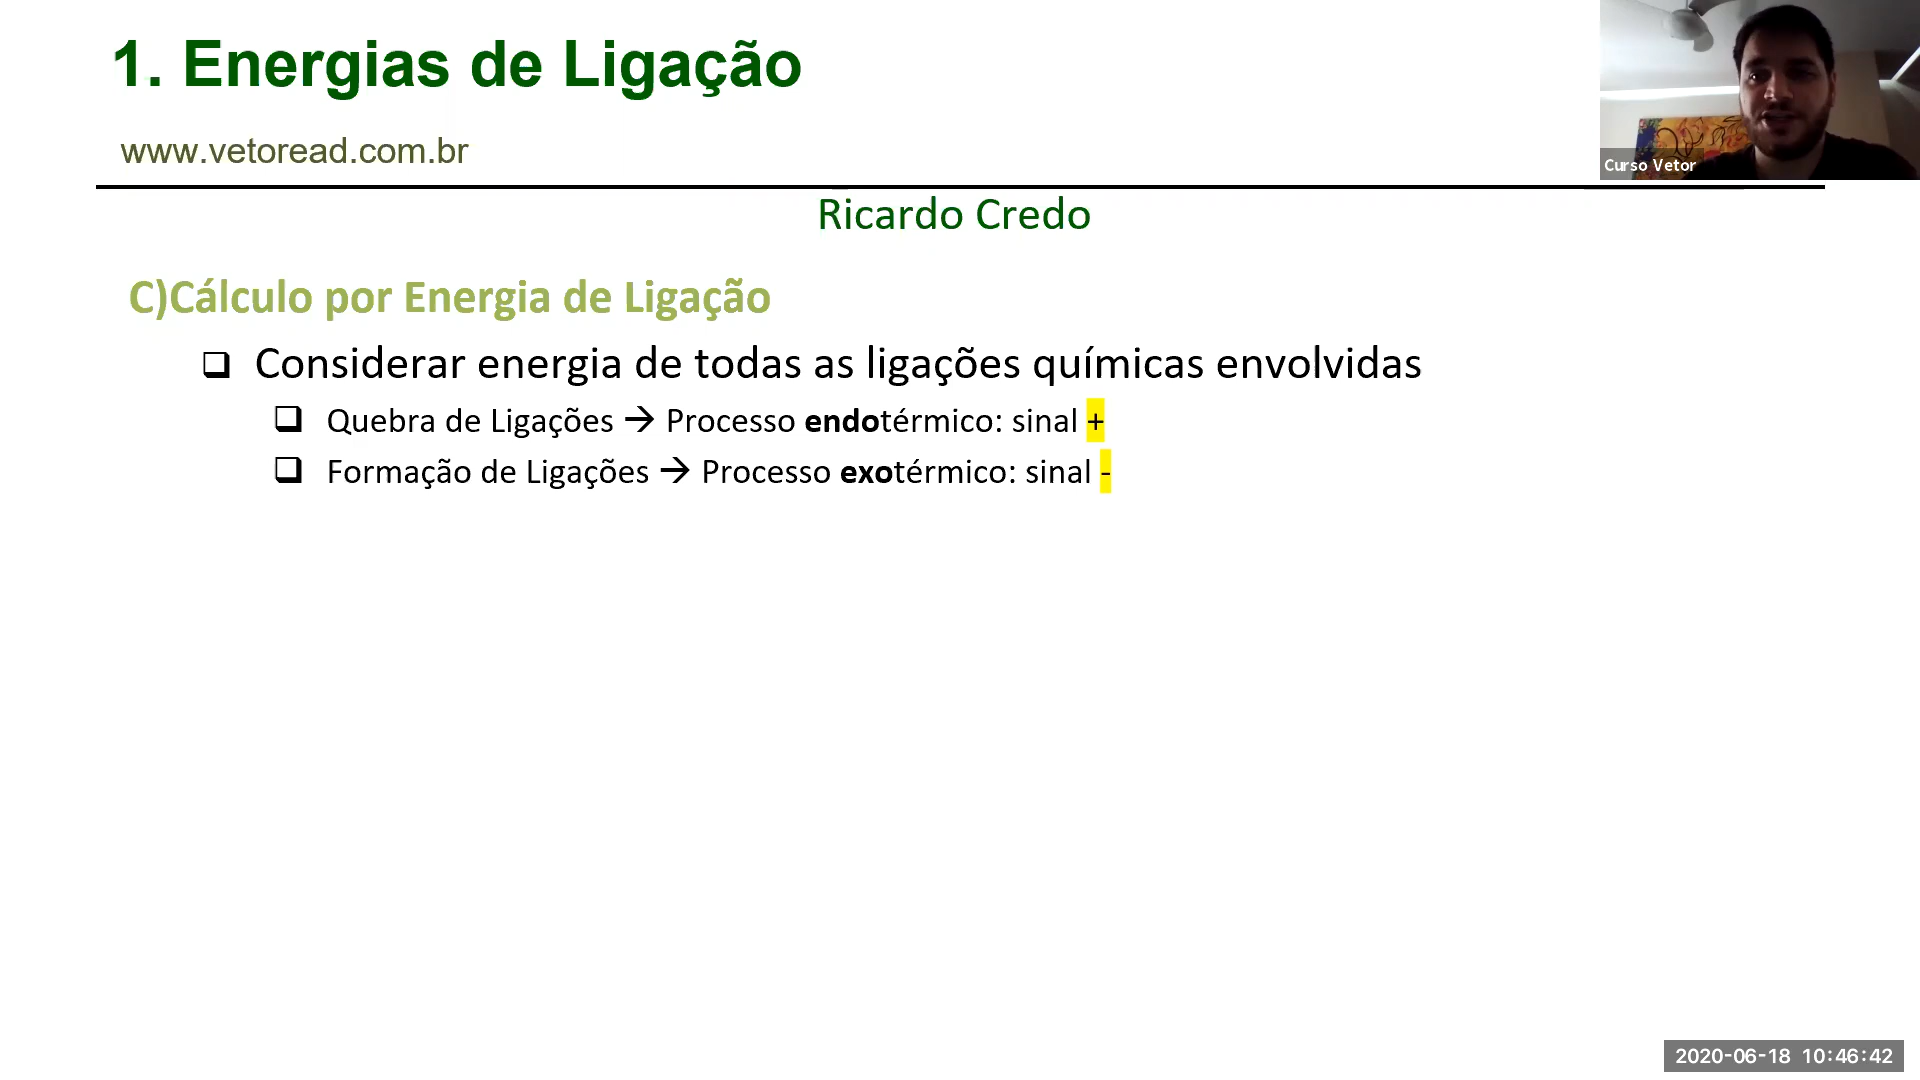 1. Energias de Ligação
www.vetoread.com.br
Curso Vetor
Ricardo Credo
C)Cálculo por Energia de Ligação
Considerar energia de todas as ligações químicas envolvidas
Quebra de Ligações → Processo endotérmico: sinal +
Formação de Ligações → Processo exotérmico: sinal -
2020-06-18 10:46:42